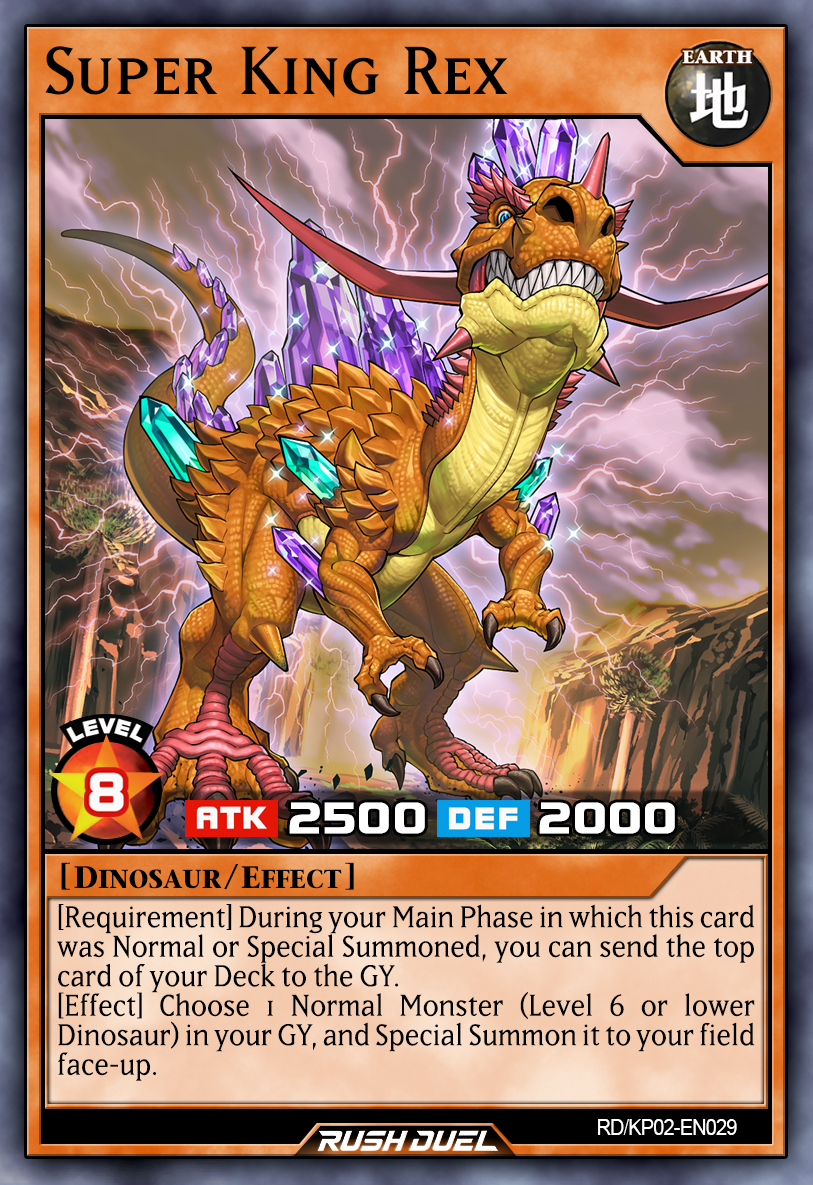 Super King Rex
EARTH
地
LEVEL
8
ATK 2500 DEF 2000
[Dinosaur/Effect]
[Requirement] During your Main Phase in which this card
was Normal or Special Summoned, you can send the top
card of your Deck to the GY.
[Effect] Choose 1 Normal Monster (Level 6 or lower
Dinosaur) in your GY, and Special Summon it to your field
face-up.
RD/KP02-EN029
RUSH DUEL